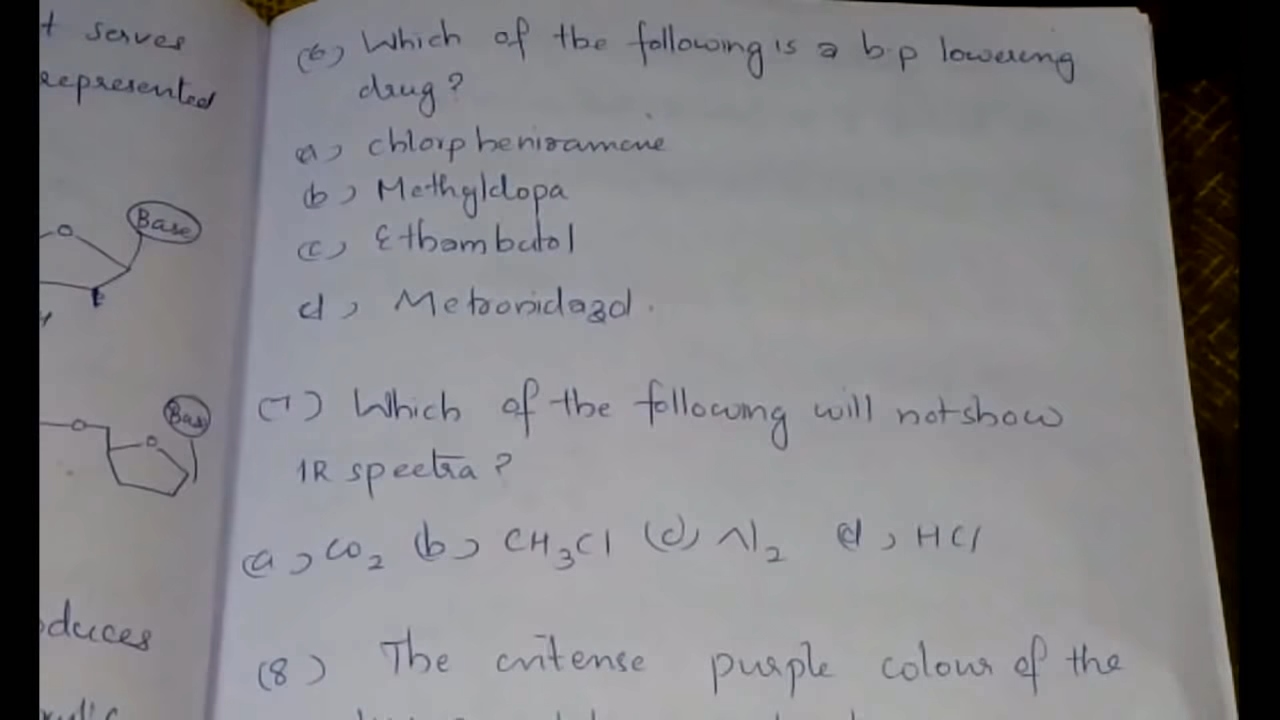 t serves
represented
Base
O
O
O
Base
oduces
(6) Which of the following is a b.p lowering
drug?
a) chlorpheniramine
(b) Methyldopa
(c) Ethambutol
d) Metronidazol.
(7) Which of the following will not show
IR spectra?
(a) CO2 (b) CH3Cl (c) N2 d) HCl
(8) The intense purple colour of the